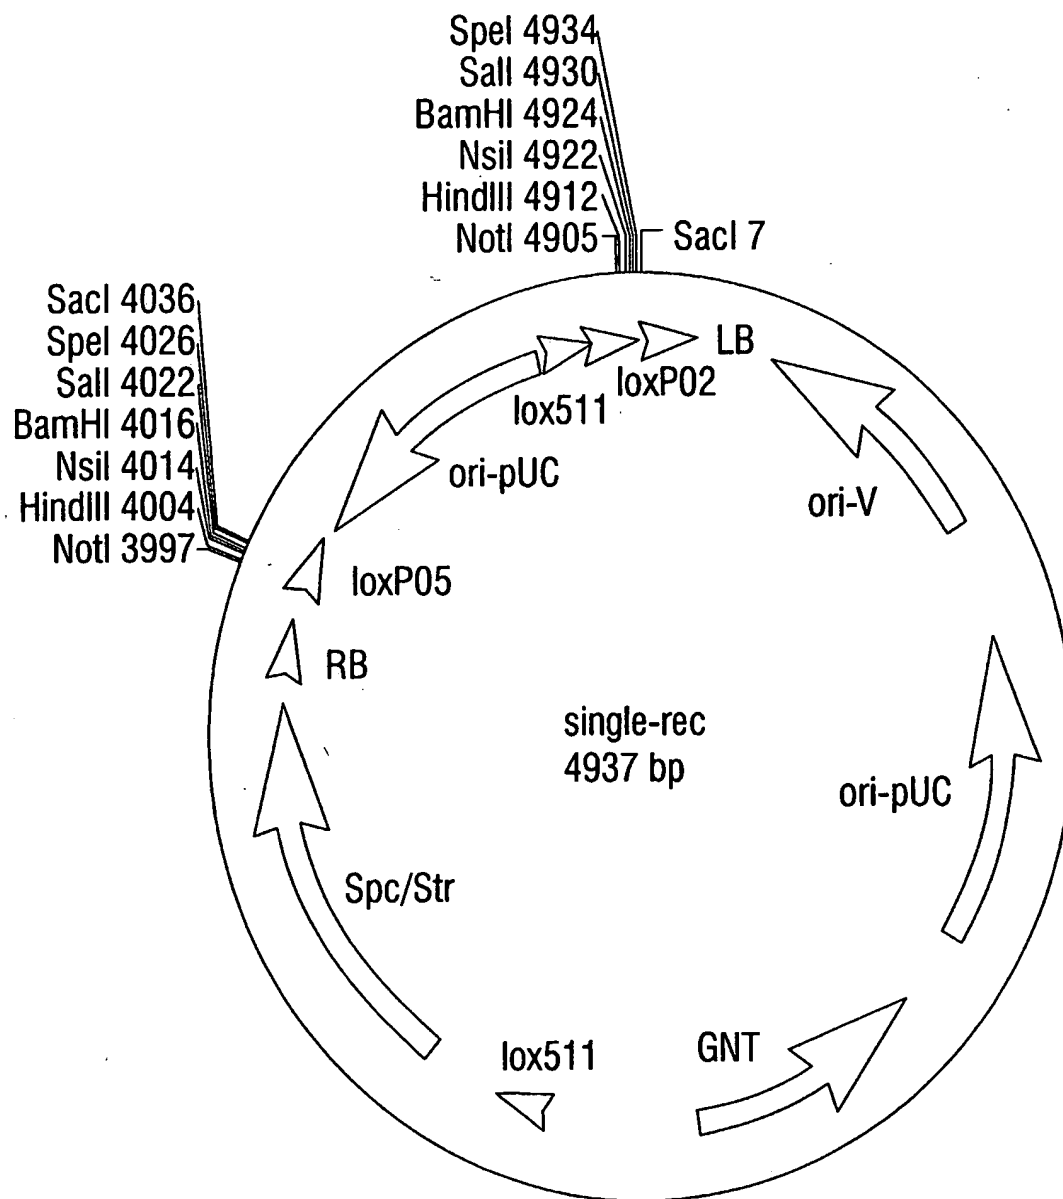 SpeI 4934
SalI 4930
BamHI 4924
NsiI 4922
HindIII 4912
NotI 4905
SacI 7
SacI 4036
SpeI 4026
SalI 4022
BamHI 4016
NsiI 4014
HindIII 4004
NotI 3997
LB
loxP02
lox511
ori-pUC
ori-V
loxP05
RB
single-rec
4937 bp
ori-pUC
Spc/Str
lox511
GNT